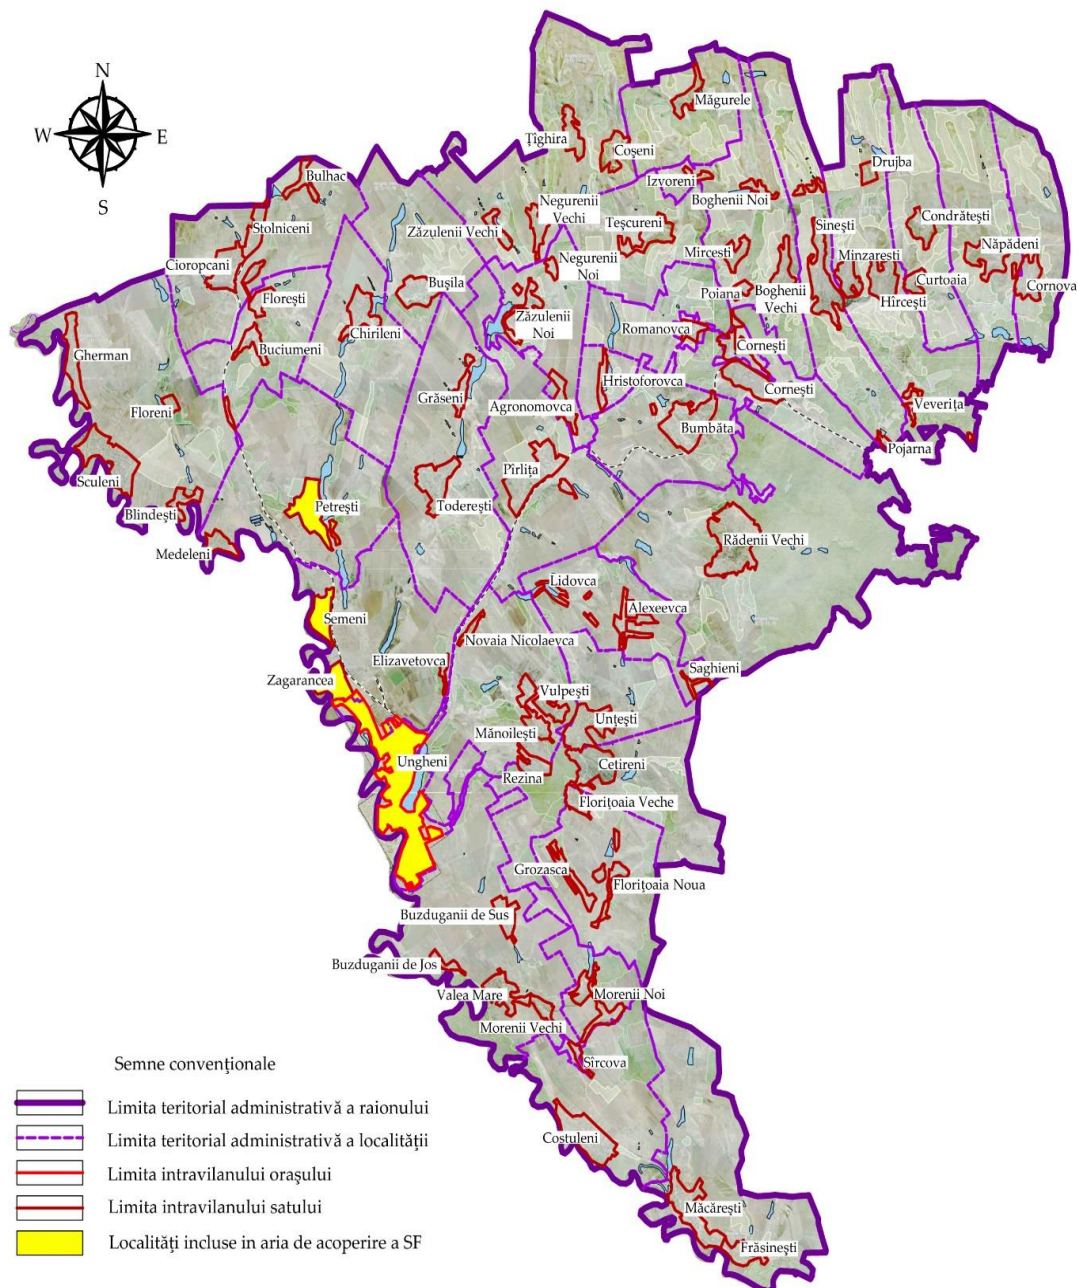 N
W
E
S
Măgurele
Țîghira
Coșeni
Drujba
Bulhac
Izvoreni
Boghenii Noi
Negurenii
Vechi
Stolniceni
Zăzulenii Vechi
Teșcureni
Sinești
Condrătești
Mircesti
Năpădeni
Cioropcani
Negurenii
Noi
Minzaresti
Curtoaia
Cornova
Bușila
Florești
Poiana
Boghenii
Vechi
Hîrcești
Zăzulenii
Noi
Chirileni
Romanovca
Cornești
Buciumeni
Gherman
Hristoforovca
Cornești
Grăseni
Agronomovca
Floreni
Bumbăta
Veverița
Pojarna
Pîrlița
Sculeni
Petrești
Toderești
Blindești
Rădenii Vechi
Medeleni
Lidovca
Alexeevca
Semeni
Novaia Nicolaevca
Elizavetovca
Saghieni
Zagarancea
Vulpești
Unțești
Mănoilești
Ungheni
Cetireni
Rezina
Florițoaia Veche
Grozasca
Florițoaia Noua
Buzduganii de Sus
Buzduganii de Jos
Valea Mare
Morenii Noi
Morenii Vechi
Sîrcova
Semne convenționale
Limita teritorial administrativă a raionului
Limita teritorial administrativă a localității
Costuleni
Limita intravilanului orașului
Limita intravilanului satului
Măcărești
Localități incluse in aria de acoperire a SF
Frăsinești